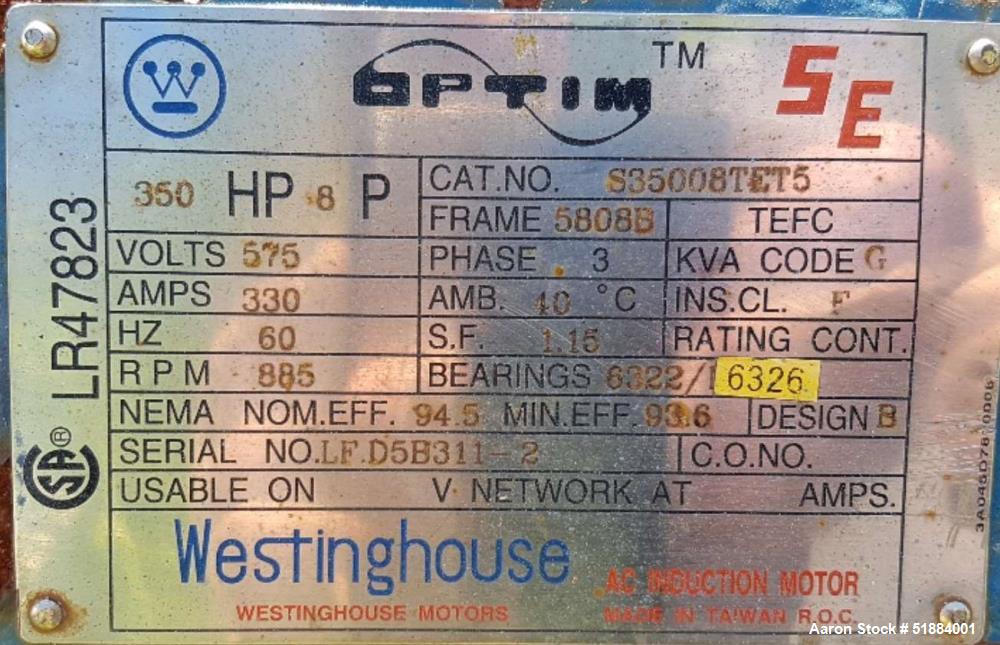 W
OPTIM TM SE
350 HP 8 P
CAT.NO. S35008TET5
FRAME 5808B TEFC
VOLTS 575 PHASE 3 KVA CODE G
AMPS 330 AMB. 40 °C INS.CL. F
HZ 60 S.F. 1.15 RATING CONT.
RPM 885 BEARINGS 6322/ 6326
NEMA NOM.EFF. 94.5 MIN.EFF. 93.6 DESIGN B
SERIAL NO. LF.D5B311-2 C.O.NO.
USABLE ON V NETWORK AT AMPS.
Westinghouse AC INDUCTION MOTOR
WESTINGHOUSE MOTORS MADE IN TAIWAN R.O.C.
LR47823
SA ®
Aaron Stock # 51884001